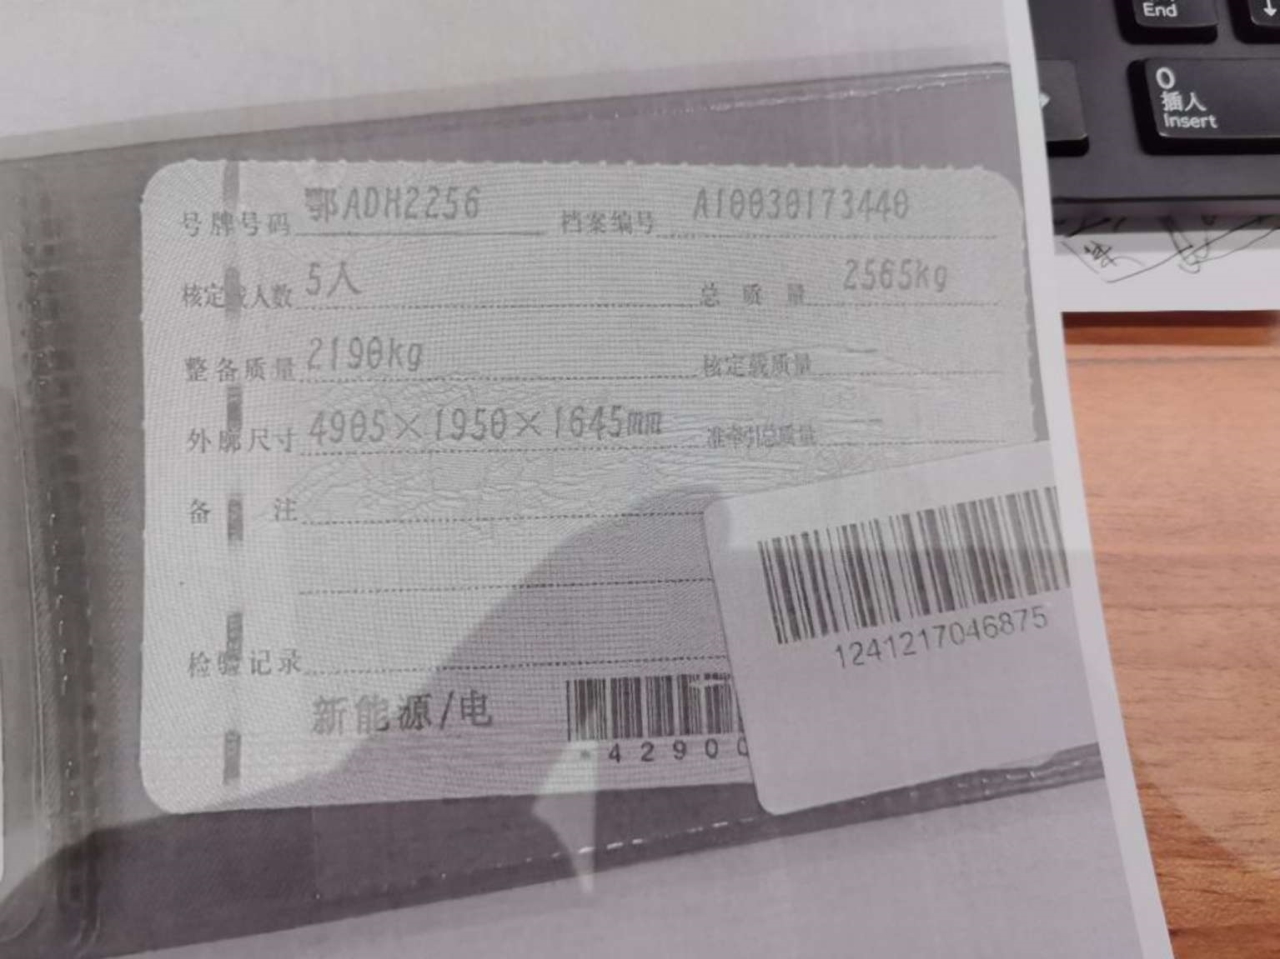 End
0
插入
Insert
号牌号码 鄂ADH2256 档案编号 A10030173440
核定载人数 5人 总质量 2565kg
整备质量 2190kg 核定载质量 —
外廓尺寸 4905×1950×1645mm 准牵引总质量 —
备注
检验记录
新能源/电
*42900
1241217046875